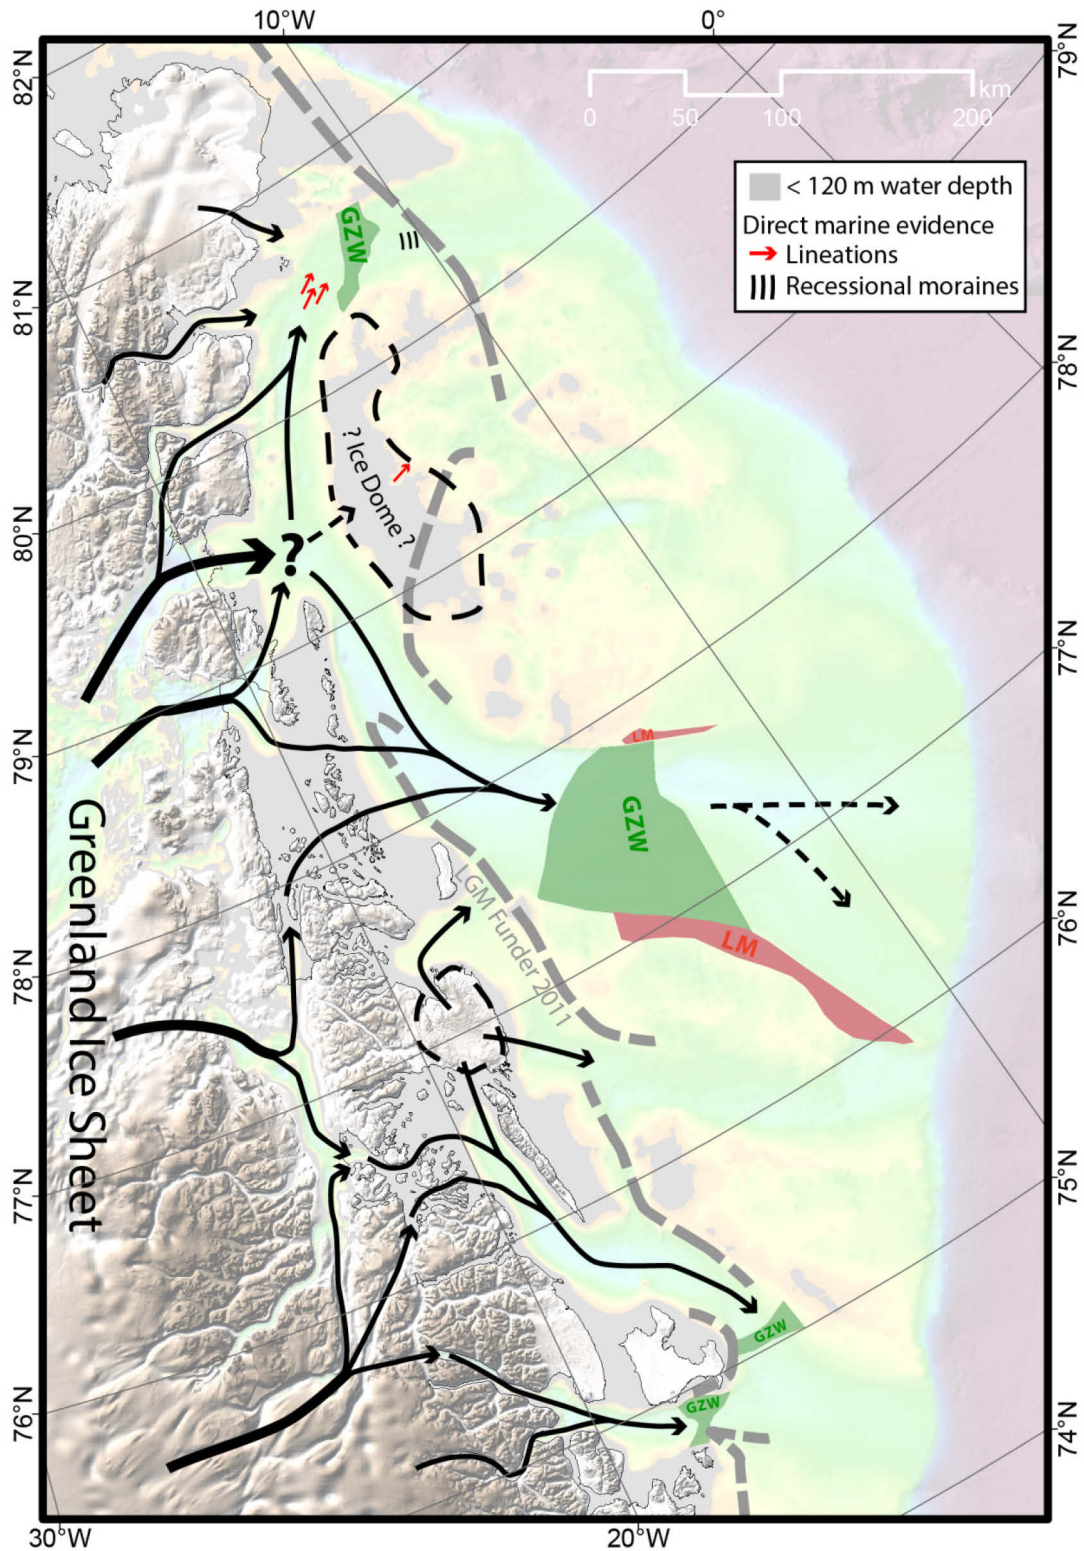 10°W
0°
82°N
81°N
80°N
79°N
78°N
77°N
76°N
79°N
78°N
77°N
76°N
75°N
74°N
30°W
20°W
km
0
50
100
200
< 120 m water depth
Direct marine evidence
Lineations
Recessional moraines
GZW
? Ice Dome ?
?
LM
GZW
LM
LGM Funder 2011
Greenland Ice Sheet
GZW
GZW